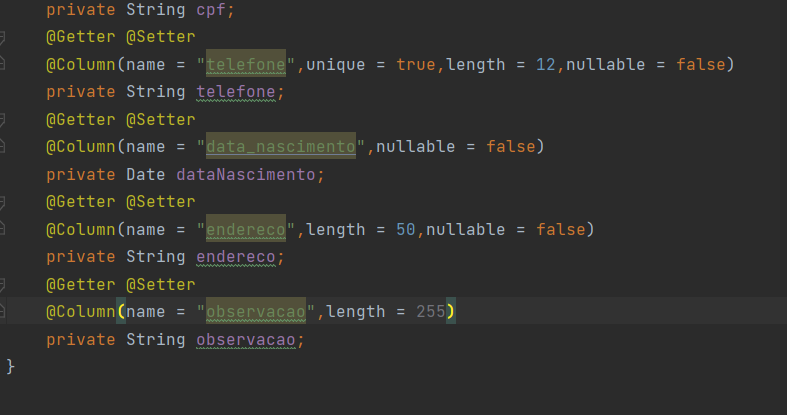 private String cpf;
@Getter @Setter
@Column(name = "telefone",unique = true,length = 12,nullable = false)
private String telefone;
@Getter @Setter
@Column(name = "data_nascimento",nullable = false)
private Date dataNascimento;
@Getter @Setter
@Column(name = "endereco",length = 50,nullable = false)
private String endereco;
@Getter @Setter
@Column(name = "observacao",length = 255)
private String observacao;
}